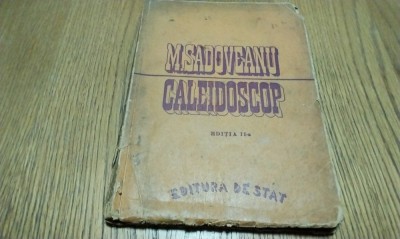 M. SADOVEANU
CALEIDOSCOP
EDIȚIA II-a
EDITURA DE STAT